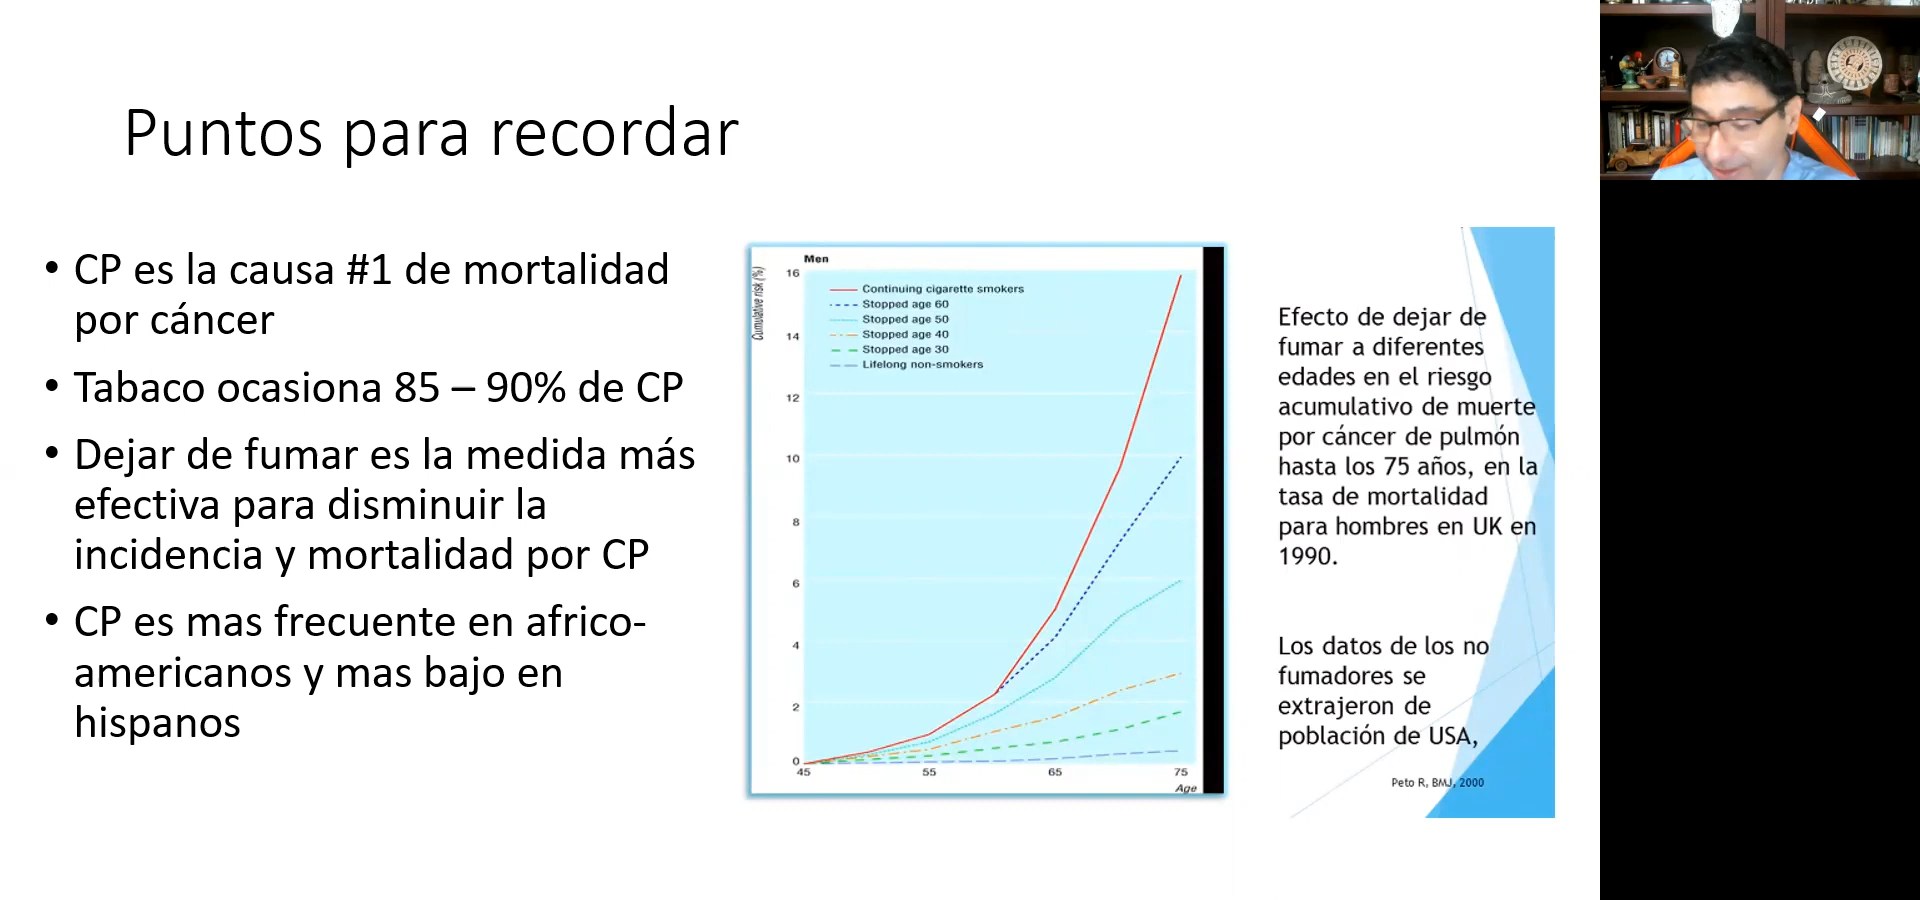 Puntos para recordar
• CP es la causa #1 de mortalidad
por cáncer
• Tabaco ocasiona 85 – 90% de CP
• Dejar de fumar es la medida más
efectiva para disminuir la
incidencia y mortalidad por CP
• CP es mas frecuente en africo-
americanos y mas bajo en
hispanos
Men
Cumulative risk (%)
16
14
12
10
8
6
4
2
0
Continuing cigarette smokers
Stopped age 60
Stopped age 50
Stopped age 40
Stopped age 30
Lifelong non-smokers
45
55
65
75
Age
Efecto de dejar de
fumar a diferentes
edades en el riesgo
acumulativo de muerte
por cáncer de pulmón
hasta los 75 años, en la
tasa de mortalidad
para hombres en UK en
1990.
Los datos de los no
fumadores se
extrajeron de
población de USA,
Peto R, BMJ, 2000